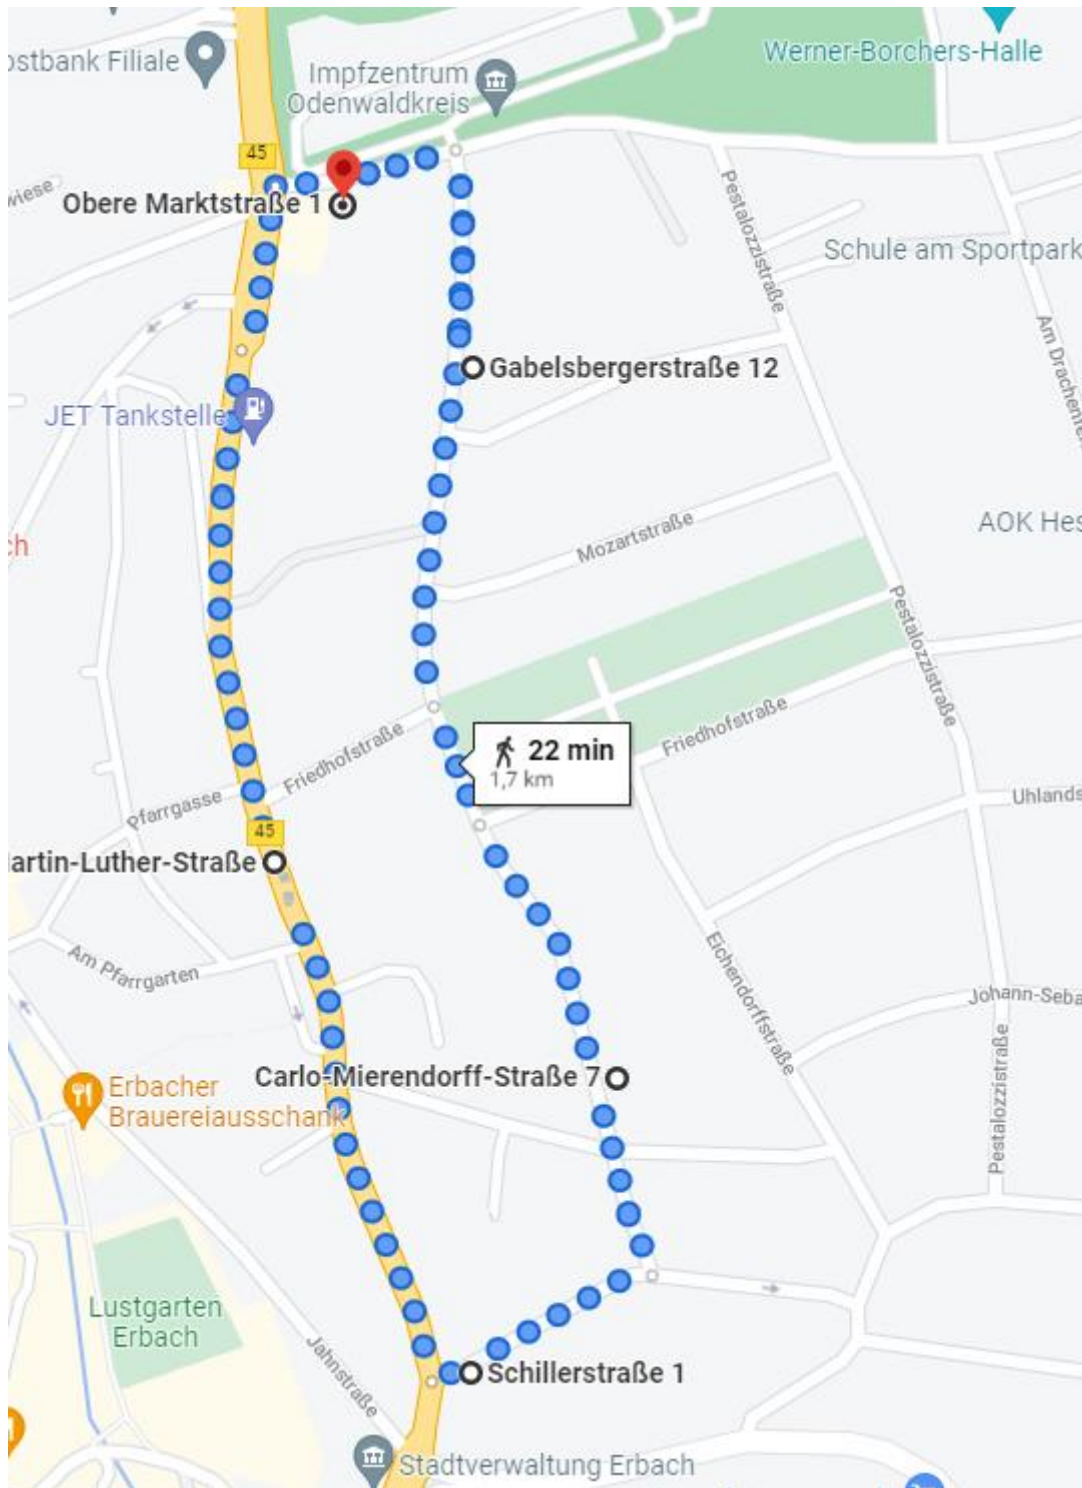 ostbank Filiale
Werner-Borchers-Halle
Impfzentrum
Odenwaldkreis
45
wiese
Obere Marktstraße 1
Pestalozzistraße
Schule am Sportpark
Am Drachenfe
Gabelsbergerstraße 12
JET Tankstelle
Mozartstraße
AOK Hes
ch
Pestalozzistraße
Friedhofstraße
Friedhofstraße
22 min
1,7 km
Pfarrgasse
Uhlands
45
artin-Luther-Straße
Am Pfarrgarten
Eichendorffstraße
Johann-Seba
Pestalozzistraße
Carlo-Mierendorff-Straße 7
Erbacher
Brauereiausschank
Lustgarten
Erbach
Jahnstraße
Schillerstraße 1
Stadtverwaltung Erbach